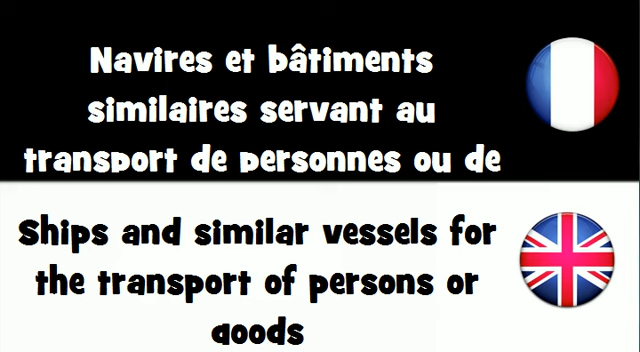 Navires et bâtiments
similaires servant au
transport de personnes ou de
Ships and similar vessels for
the transport of persons or
goods